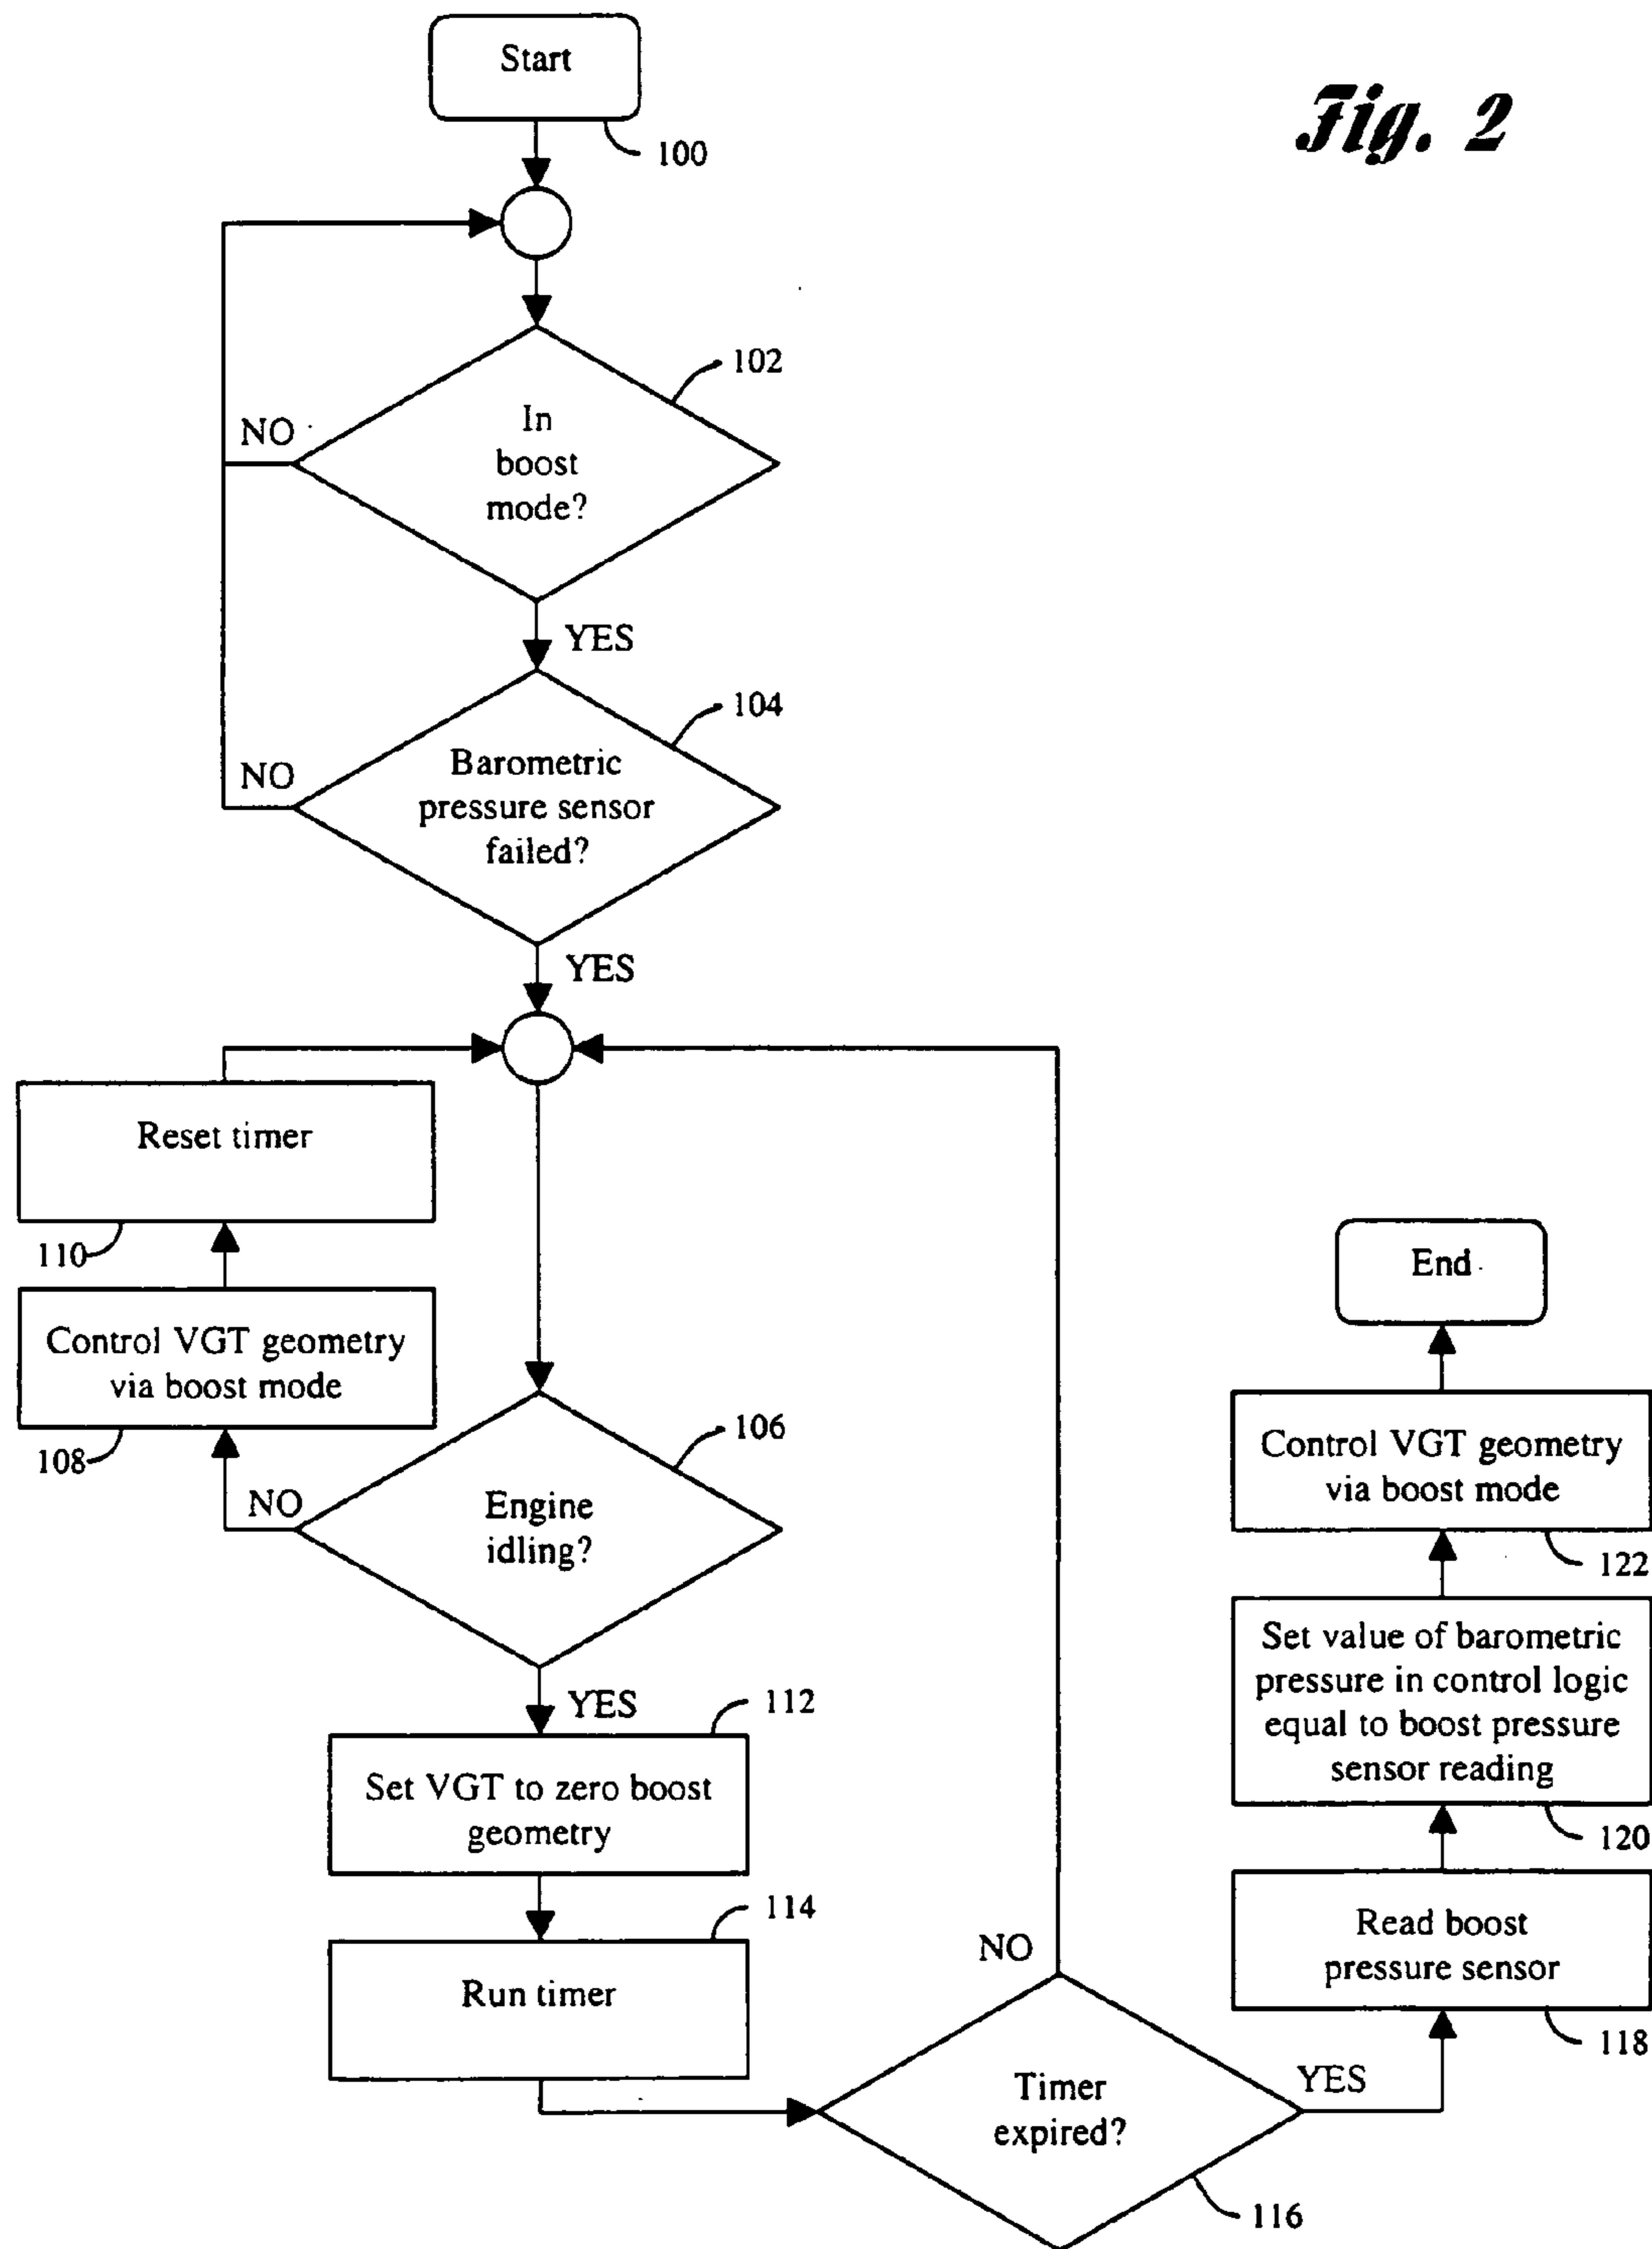 Start
Fig. 2
100
102
In
boost
mode?
NO
YES
104
Barometric
pressure sensor
failed?
NO
YES
Reset timer
110
Control VGT geometry
via boost mode
108
106
Engine
idling?
NO
YES
112
Set VGT to zero boost
geometry
114
Run timer
NO
Timer
expired?
YES
116
End
Control VGT geometry
via boost mode
122
Set value of barometric
pressure in control logic
equal to boost pressure
sensor reading
120
Read boost
pressure sensor
118